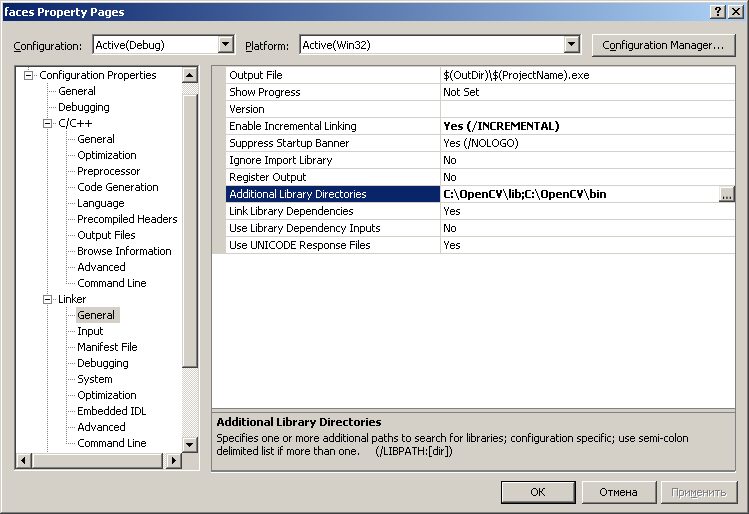 faces Property Pages
Configuration: Active(Debug) Platform: Active(Win32) Configuration Manager...
Configuration Properties
General
Debugging
C/C++
General
Optimization
Preprocessor
Code Generation
Language
Precompiled Headers
Output Files
Browse Information
Advanced
Command Line
Linker
General
Input
Manifest File
Debugging
System
Optimization
Embedded IDL
Advanced
Command Line
Output File $(OutDir)\$(ProjectName).exe
Show Progress Not Set
Version
Enable Incremental Linking Yes (/INCREMENTAL)
Suppress Startup Banner Yes (/NOLOGO)
Ignore Import Library No
Register Output No
Additional Library Directories C:\OpenCV\lib;C:\OpenCV\bin ...
Link Library Dependencies Yes
Use Library Dependency Inputs No
Use UNICODE Response Files Yes
Additional Library Directories
Specifies one or more additional paths to search for libraries; configuration specific; use semi-colon
delimited list if more than one. (/LIBPATH:[dir])
OK Отмена Применить